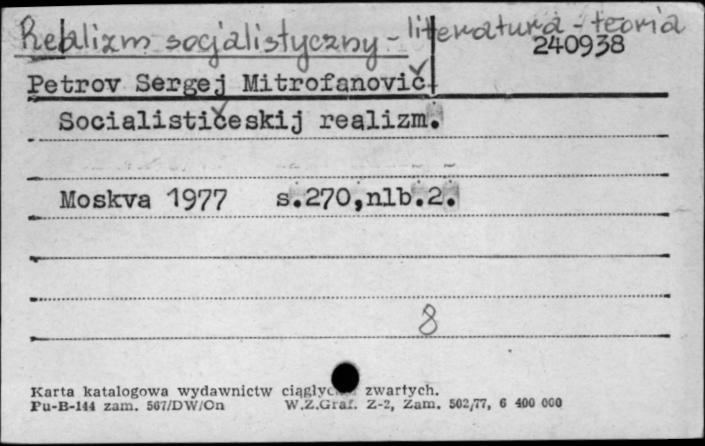 Realizm socjalistyczny - literatura - teoria
240938
Petrov Sergej Mitrofanovič
Socialističeskij realizm.
Moskva 1977 s.270,nlb.2.
8
Karta katalogowa wydawnictw zwartych.
Pu-B-144 zam. 567/DW/On W.Z.Graf. Z-2, Zam. 502/77, 6 400 000